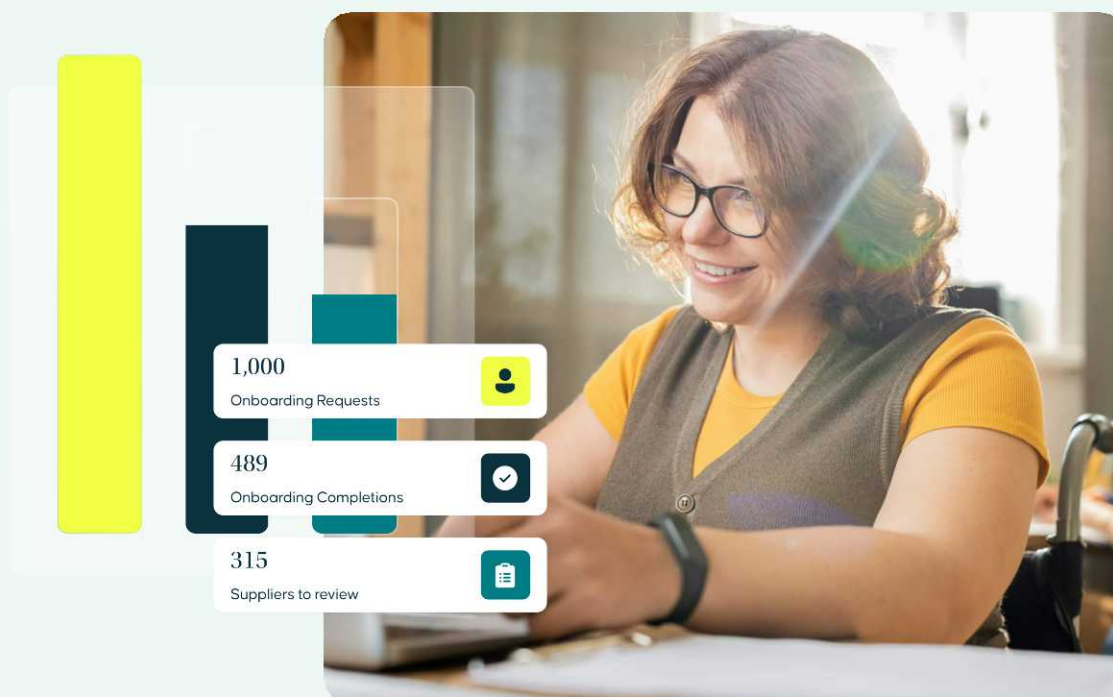 1,000
Onboarding Requests
489
Onboarding Completions
315
Suppliers to review